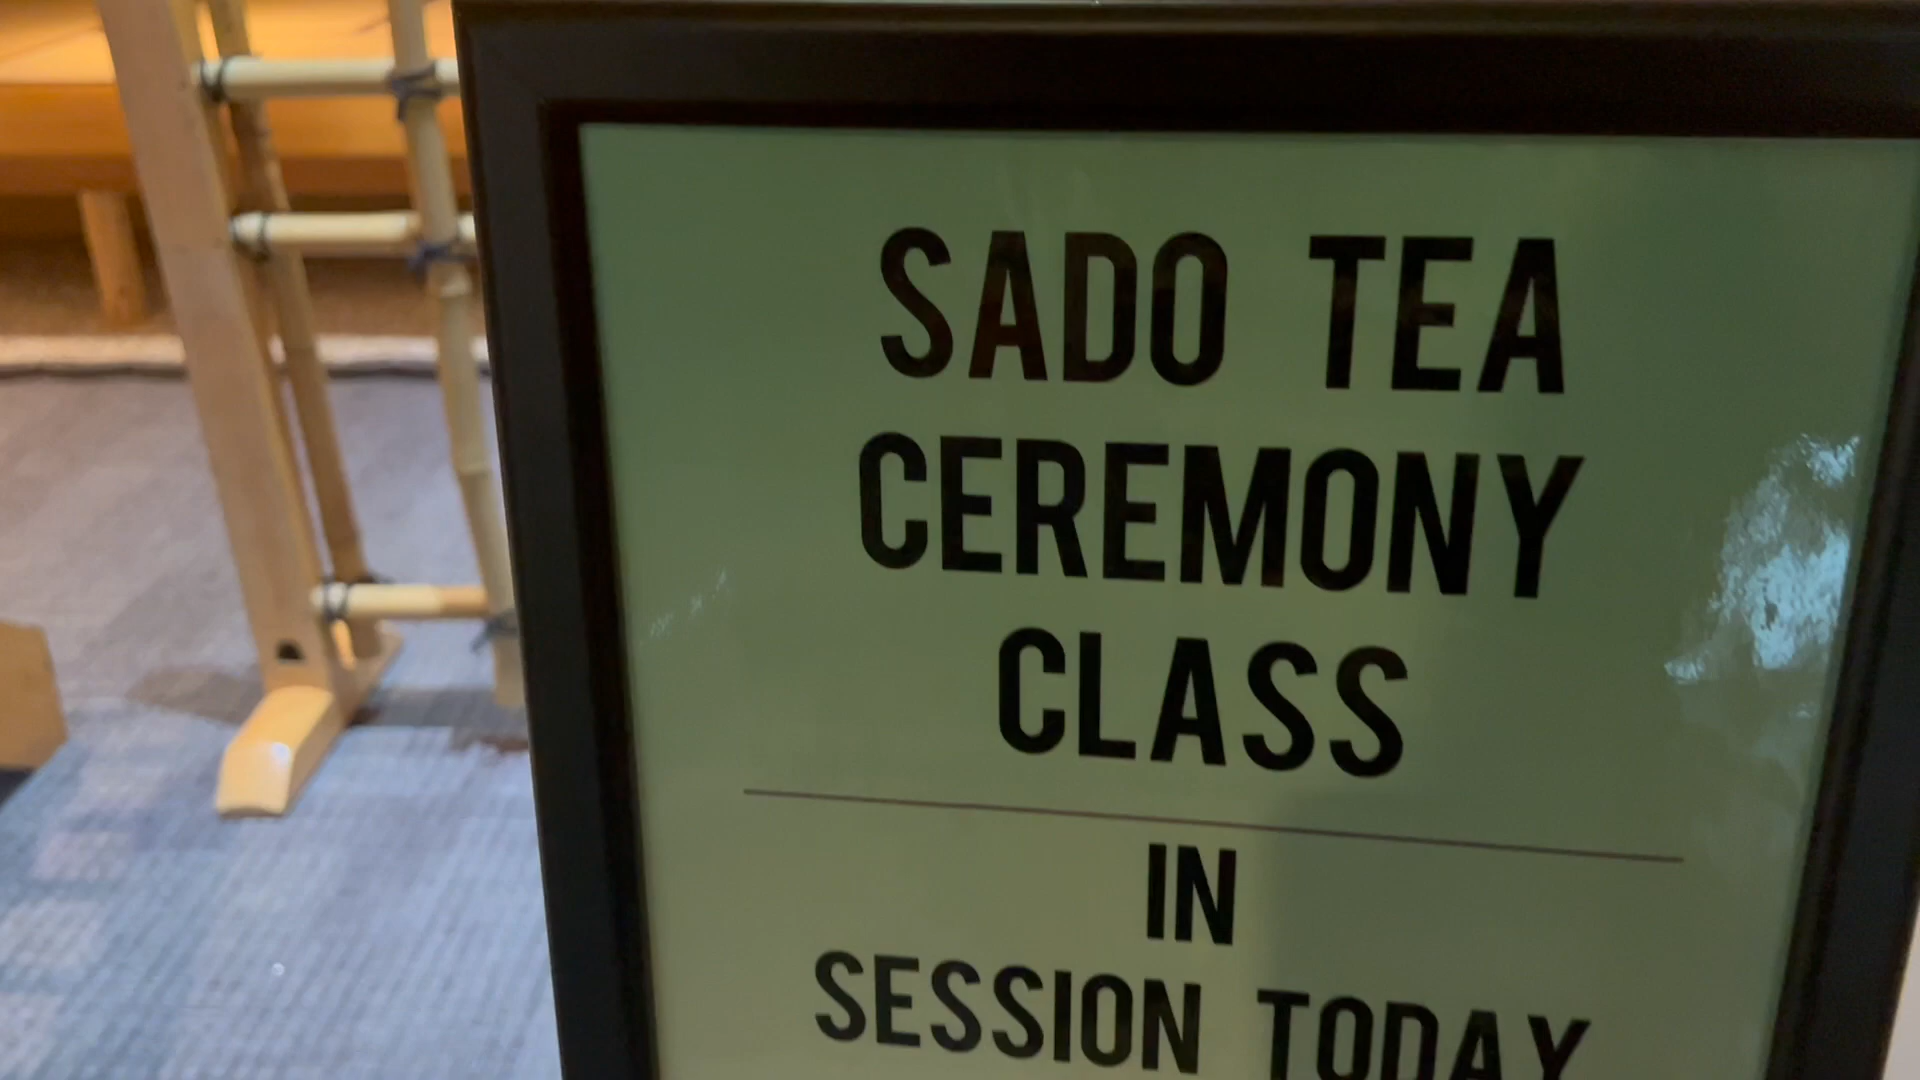 SADO TEA
CEREMONY
CLASS
IN
SESSION TODAY